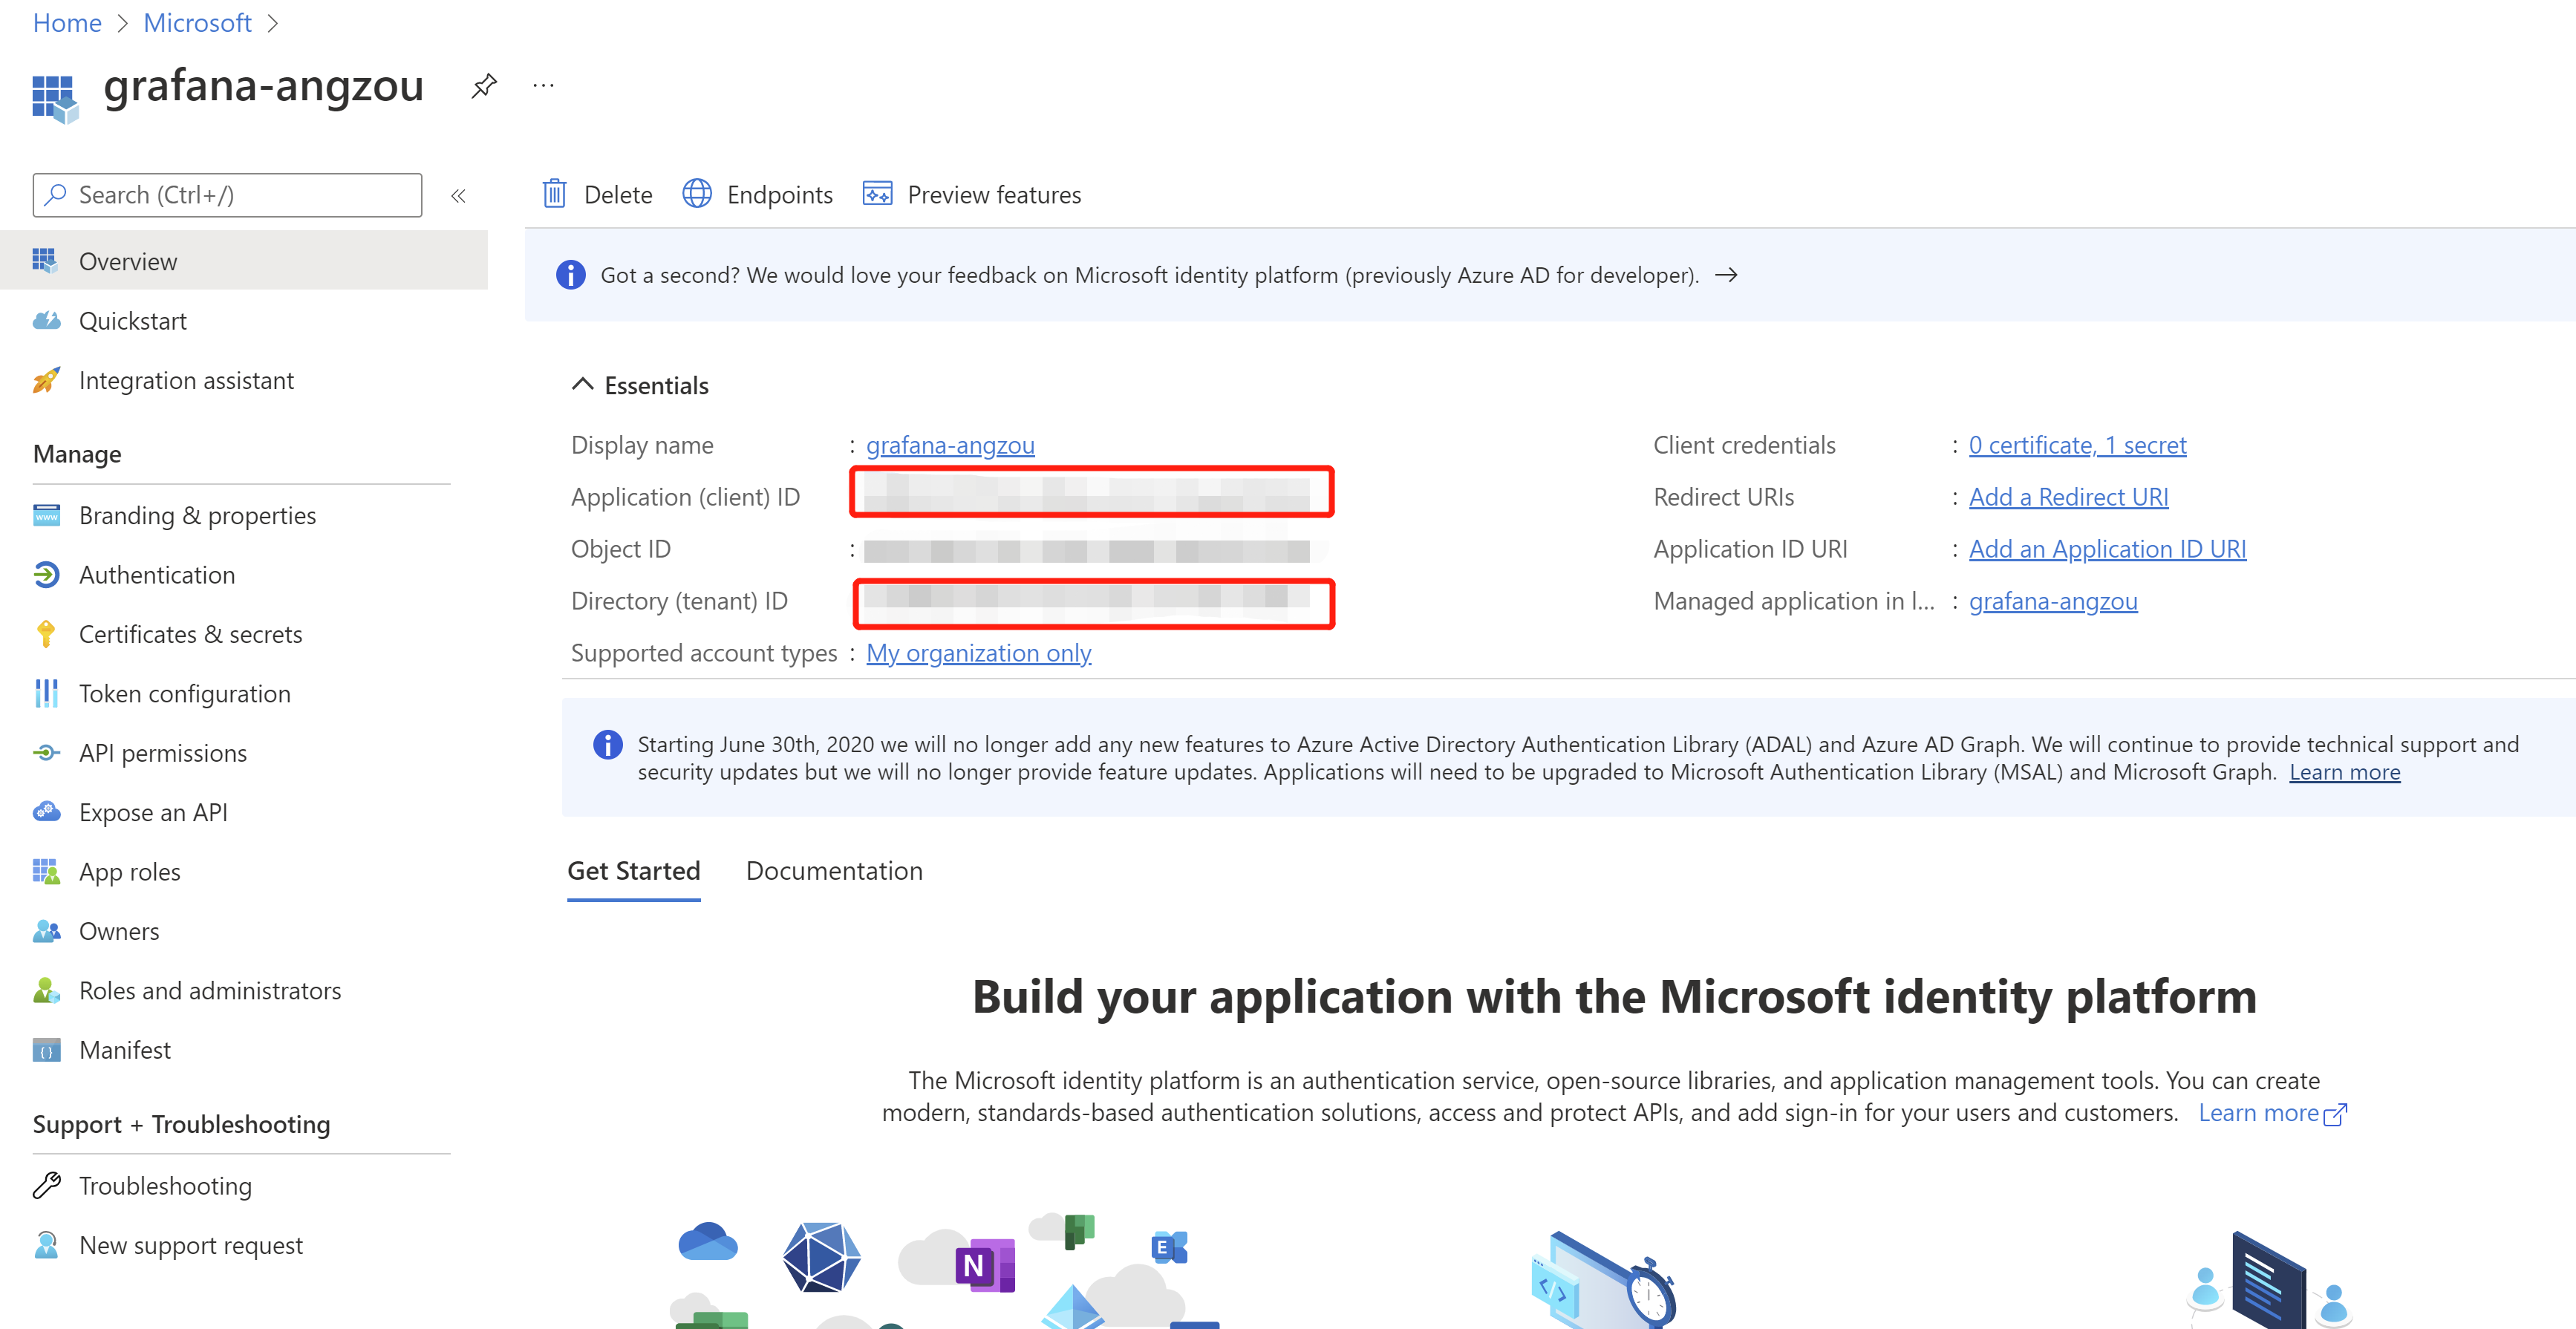 Home > Microsoft >
grafana-angzou ...
Search (Ctrl+/) «
Overview
Quickstart
Integration assistant
Manage
Branding & properties
Authentication
Certificates & secrets
Token configuration
API permissions
Expose an API
App roles
Owners
Roles and administrators
Manifest
Support + Troubleshooting
Troubleshooting
New support request
Delete Endpoints Preview features
Got a second? We would love your feedback on Microsoft identity platform (previously Azure AD for developer). →
Essentials
Display name : grafana-angzou
Application (client) ID
Object ID :
Directory (tenant) ID
Supported account types : My organization only
Client credentials : 0 certificate, 1 secret
Redirect URIs : Add a Redirect URI
Application ID URI : Add an Application ID URI
Managed application in l... : grafana-angzou
Starting June 30th, 2020 we will no longer add any new features to Azure Active Directory Authentication Library (ADAL) and Azure AD Graph. We will continue to provide technical support and
security updates but we will no longer provide feature updates. Applications will need to be upgraded to Microsoft Authentication Library (MSAL) and Microsoft Graph. Learn more
Get Started Documentation
Build your application with the Microsoft identity platform
The Microsoft identity platform is an authentication service, open-source libraries, and application management tools. You can create
modern, standards-based authentication solutions, access and protect APIs, and add sign-in for your users and customers. Learn more
N
E